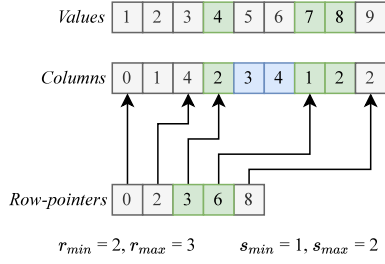 Values 1 2 3 4 5 6 7 8 9
Columns 0 1 4 2 3 4 1 2 2
Row-pointers 0 2 3 6 8
r_min = 2, r_max = 3 s_min = 1, s_max = 2